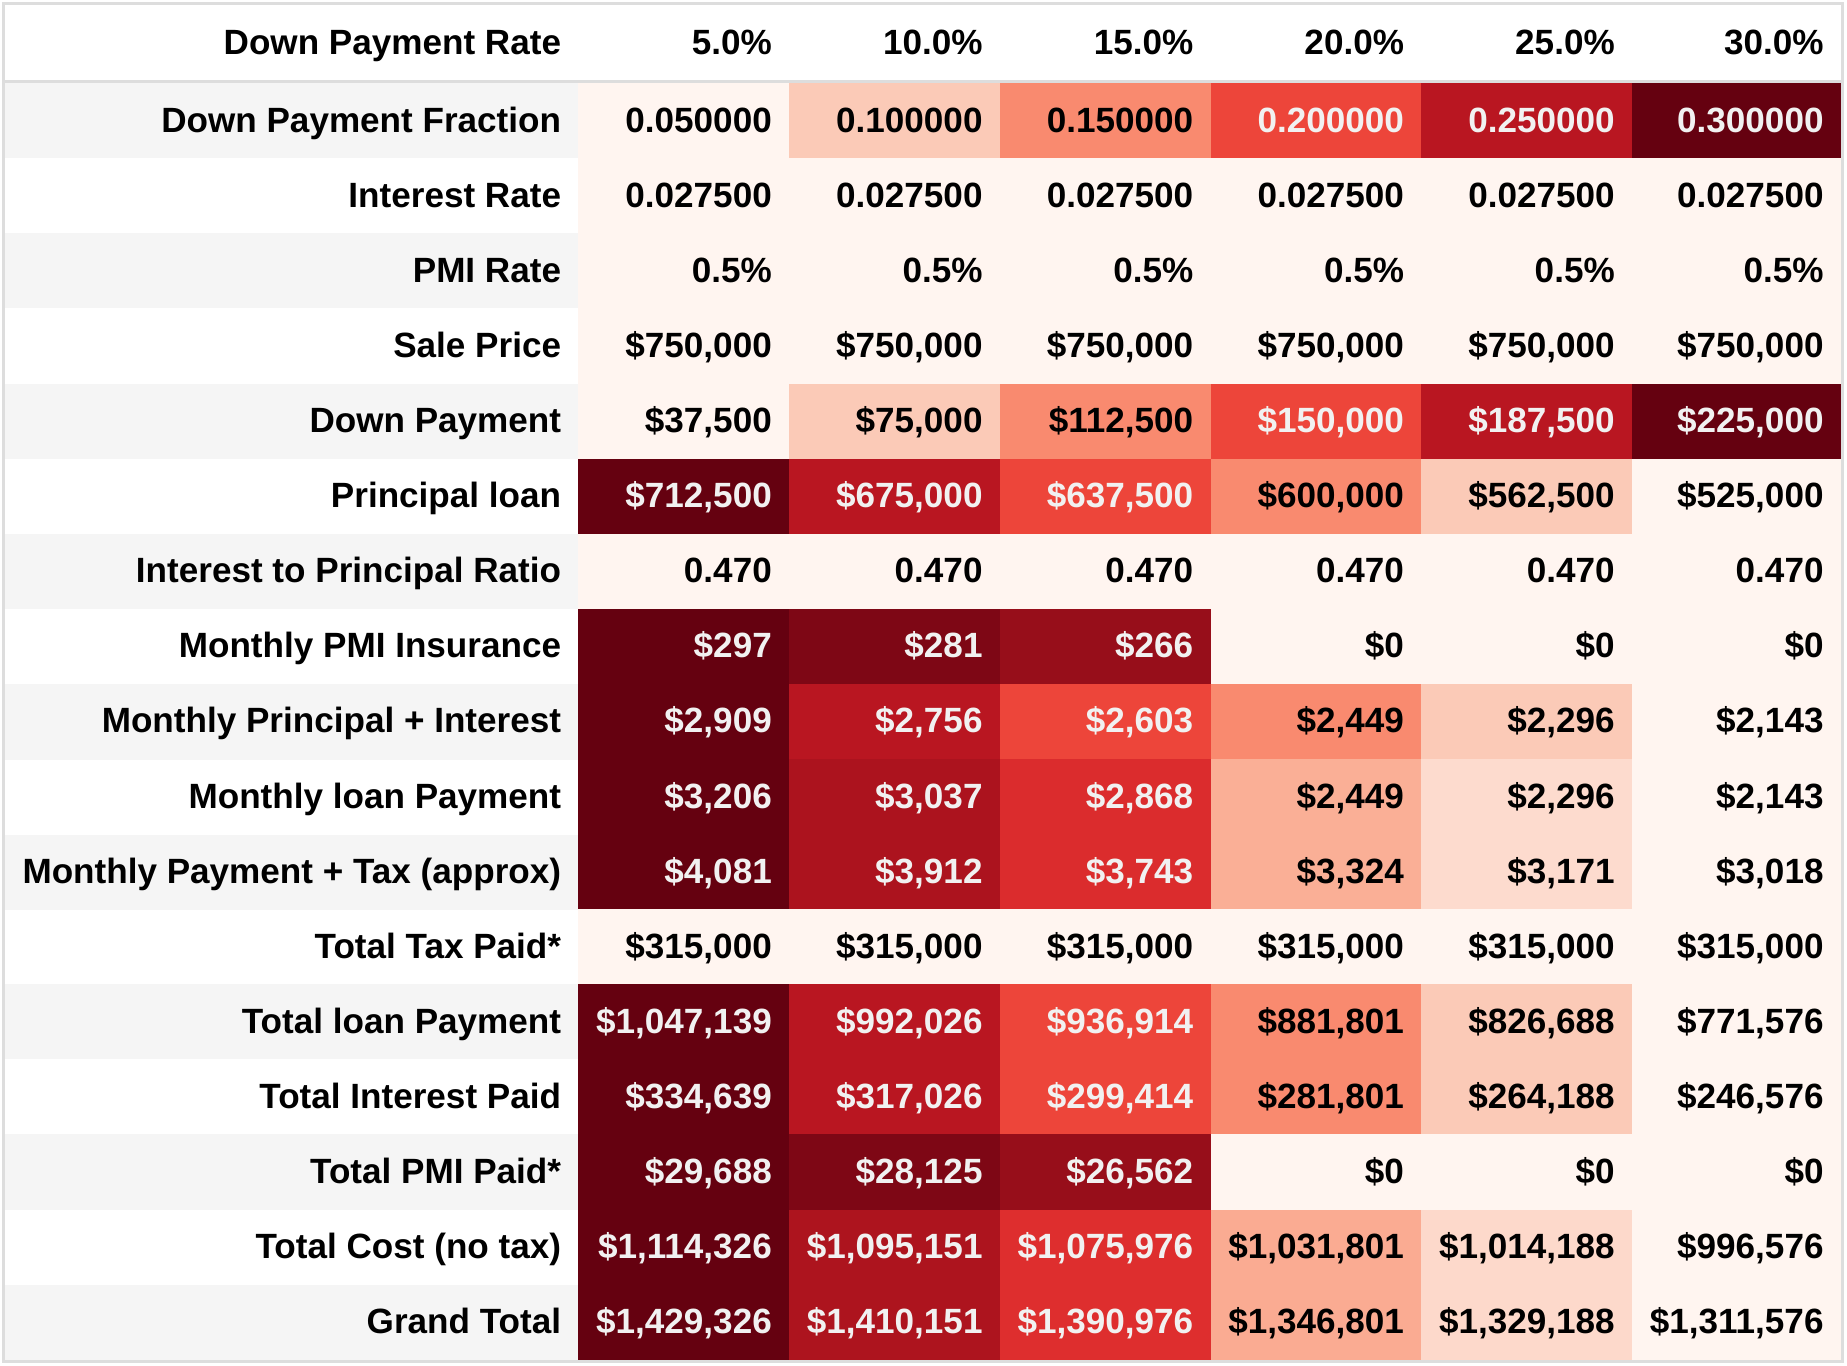 Down Payment Rate 5.0% 10.0% 15.0% 20.0% 25.0% 30.0%
Down Payment Fraction 0.050000 0.100000 0.150000 0.200000 0.250000 0.300000
Interest Rate 0.027500 0.027500 0.027500 0.027500 0.027500 0.027500
PMI Rate 0.5% 0.5% 0.5% 0.5% 0.5% 0.5%
Sale Price $750,000 $750,000 $750,000 $750,000 $750,000 $750,000
Down Payment $37,500 $75,000 $112,500 $150,000 $187,500 $225,000
Principal loan $712,500 $675,000 $637,500 $600,000 $562,500 $525,000
Interest to Principal Ratio 0.470 0.470 0.470 0.470 0.470 0.470
Monthly PMI Insurance $297 $281 $266 $0 $0 $0
Monthly Principal + Interest $2,909 $2,756 $2,603 $2,449 $2,296 $2,143
Monthly loan Payment $3,206 $3,037 $2,868 $2,449 $2,296 $2,143
Monthly Payment + Tax (approx) $4,081 $3,912 $3,743 $3,324 $3,171 $3,018
Total Tax Paid* $315,000 $315,000 $315,000 $315,000 $315,000 $315,000
Total loan Payment $1,047,139 $992,026 $936,914 $881,801 $826,688 $771,576
Total Interest Paid $334,639 $317,026 $299,414 $281,801 $264,188 $246,576
Total PMI Paid* $29,688 $28,125 $26,562 $0 $0 $0
Total Cost (no tax) $1,114,326 $1,095,151 $1,075,976 $1,031,801 $1,014,188 $996,576
Grand Total $1,429,326 $1,410,151 $1,390,976 $1,346,801 $1,329,188 $1,311,576